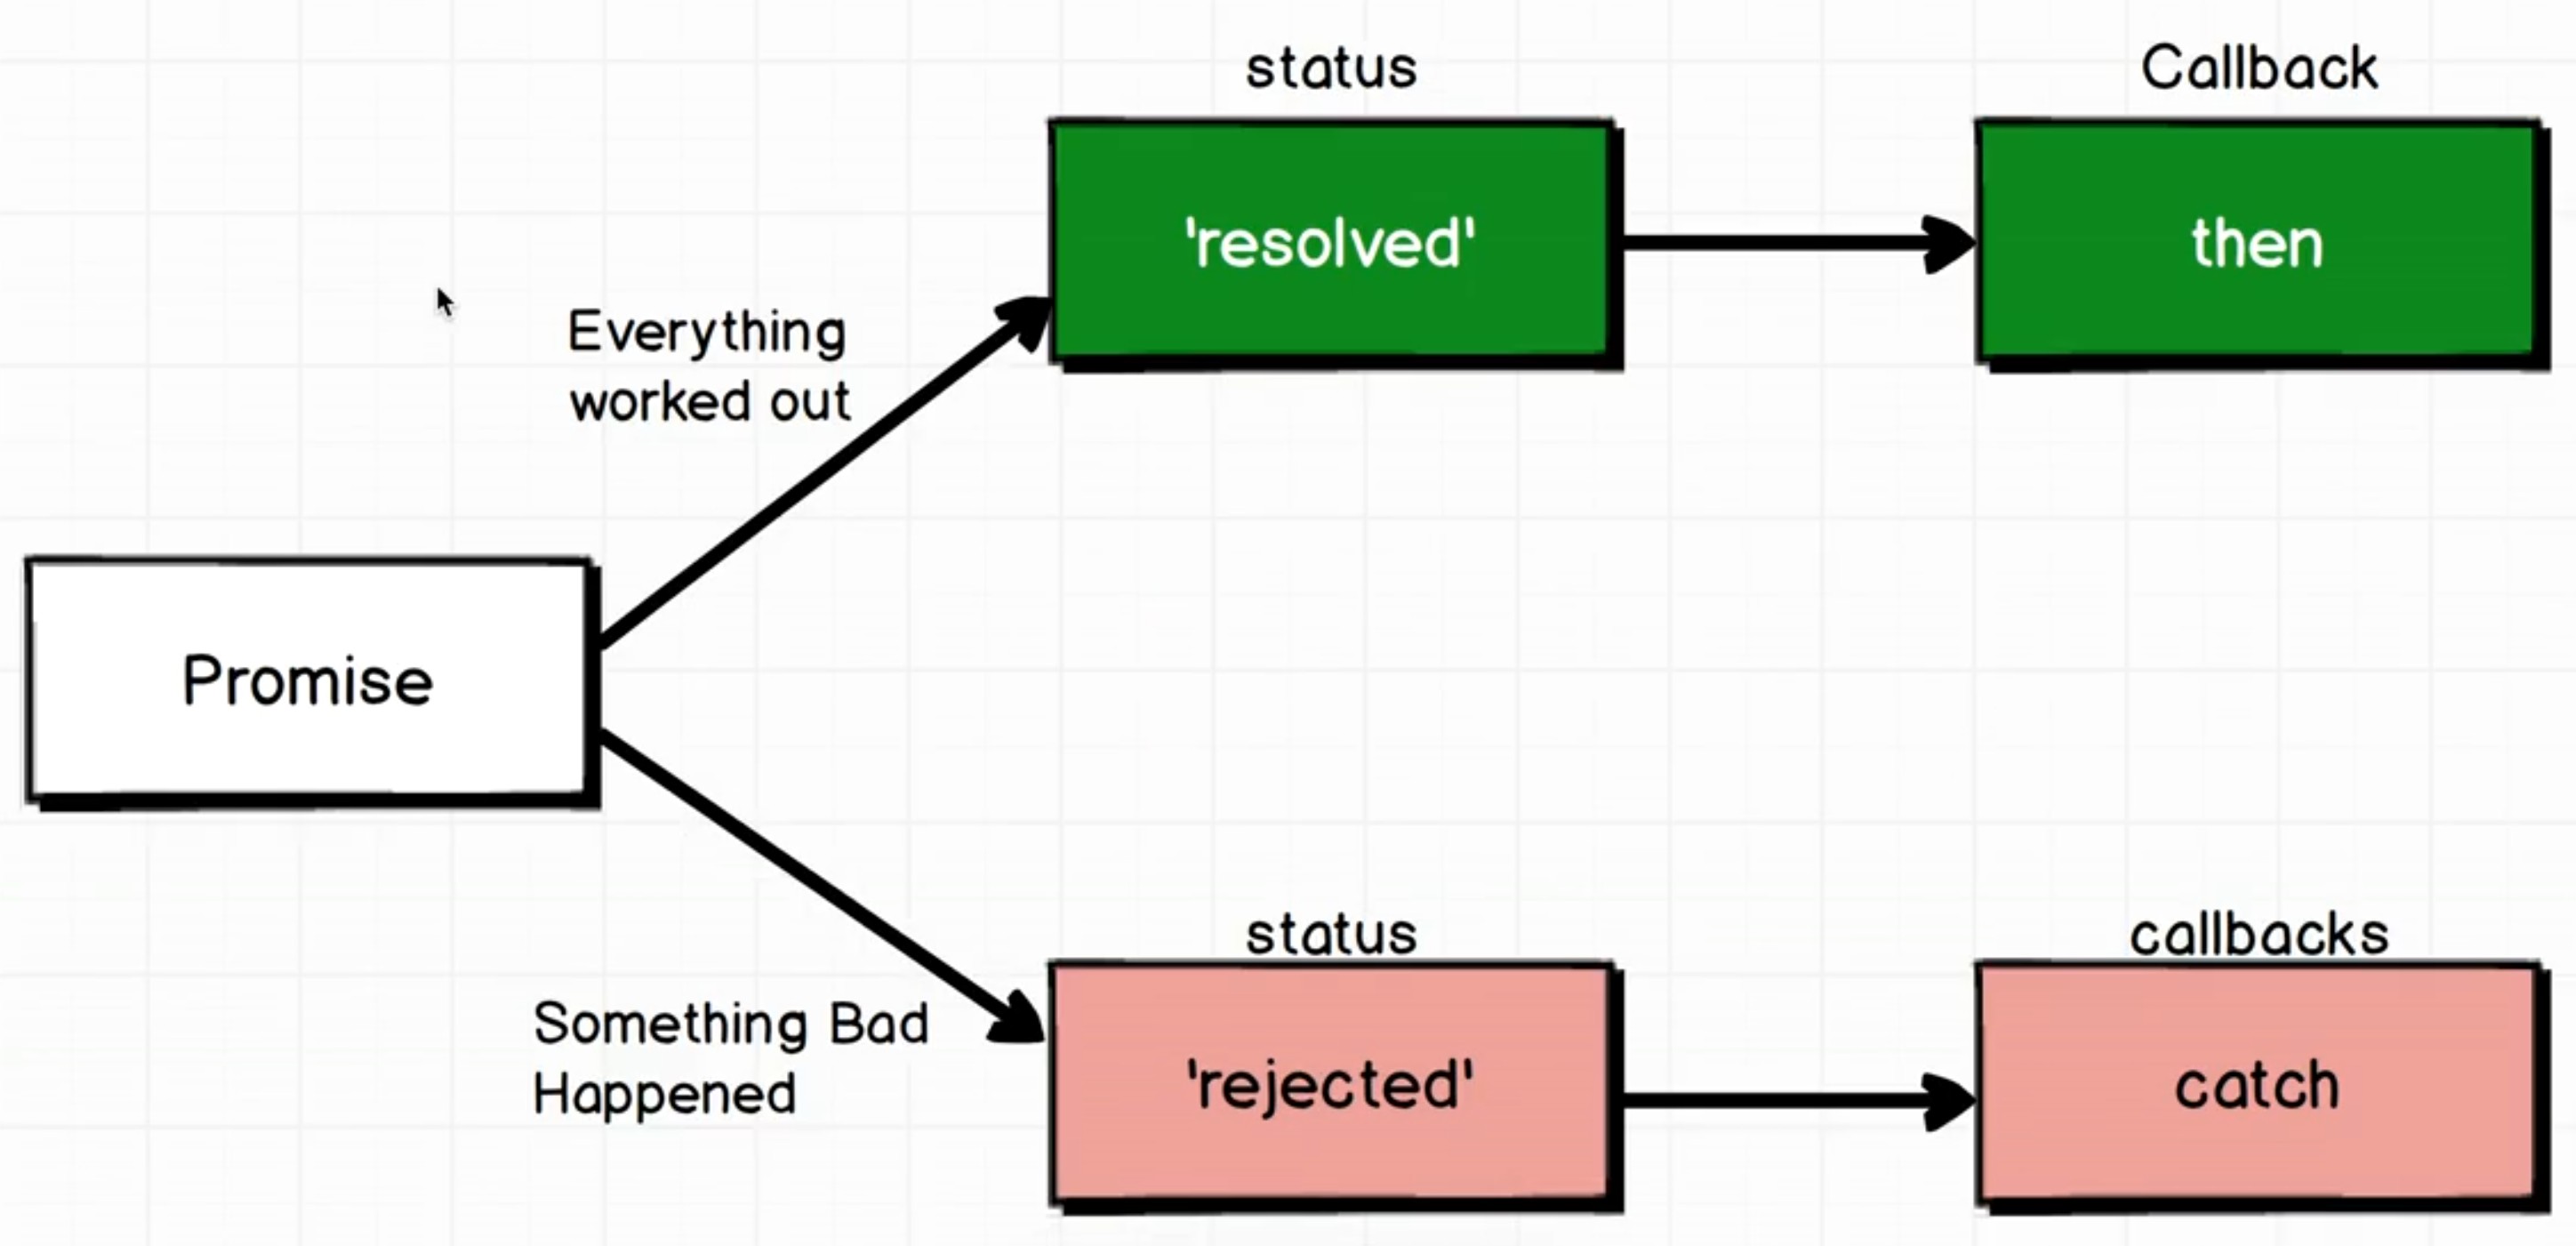 status
Callback
'resolved'
then
Everything
worked out
Promise
status
callbacks
Something Bad
Happened
'rejected'
catch